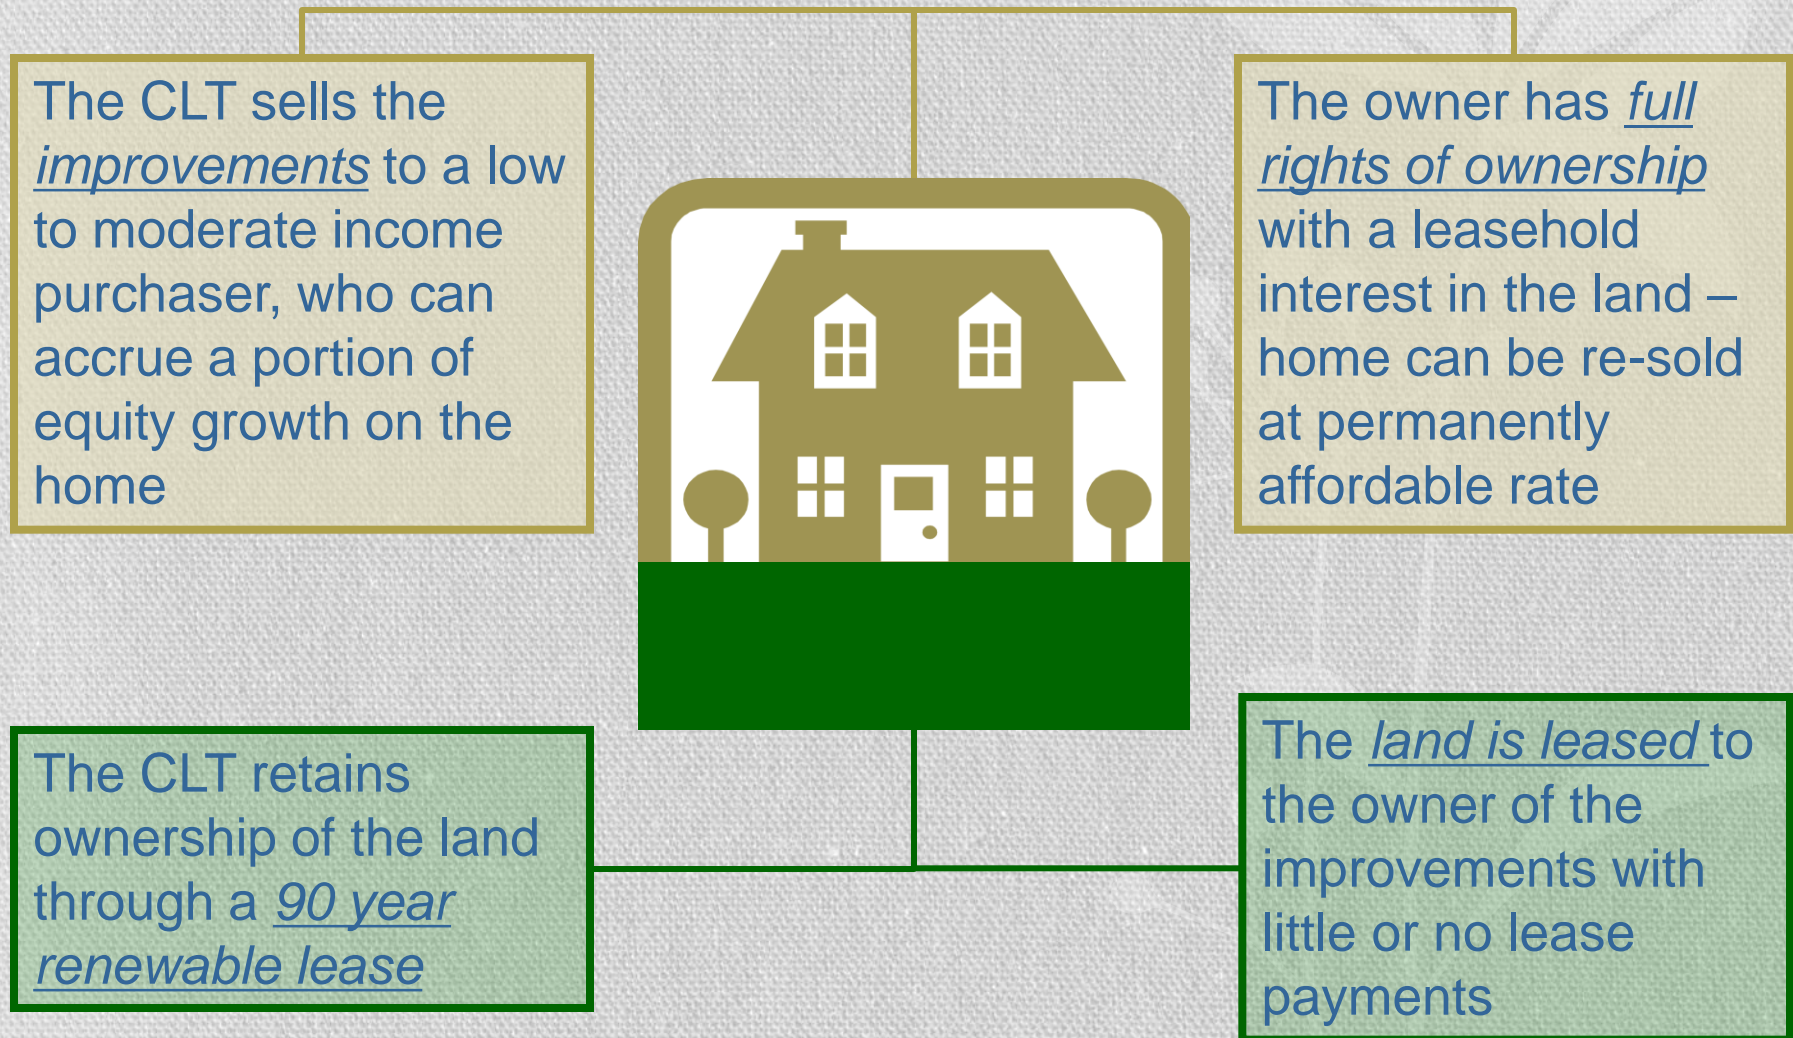 The CLT sells the
improvements to a low
to moderate income
purchaser, who can
accrue a portion of
equity growth on the
home
The owner has full
rights of ownership
with a leasehold
interest in the land –
home can be re-sold
at permanently
affordable rate
The CLT retains
ownership of the land
through a 90 year
renewable lease
The land is leased to
the owner of the
improvements with
little or no lease
payments